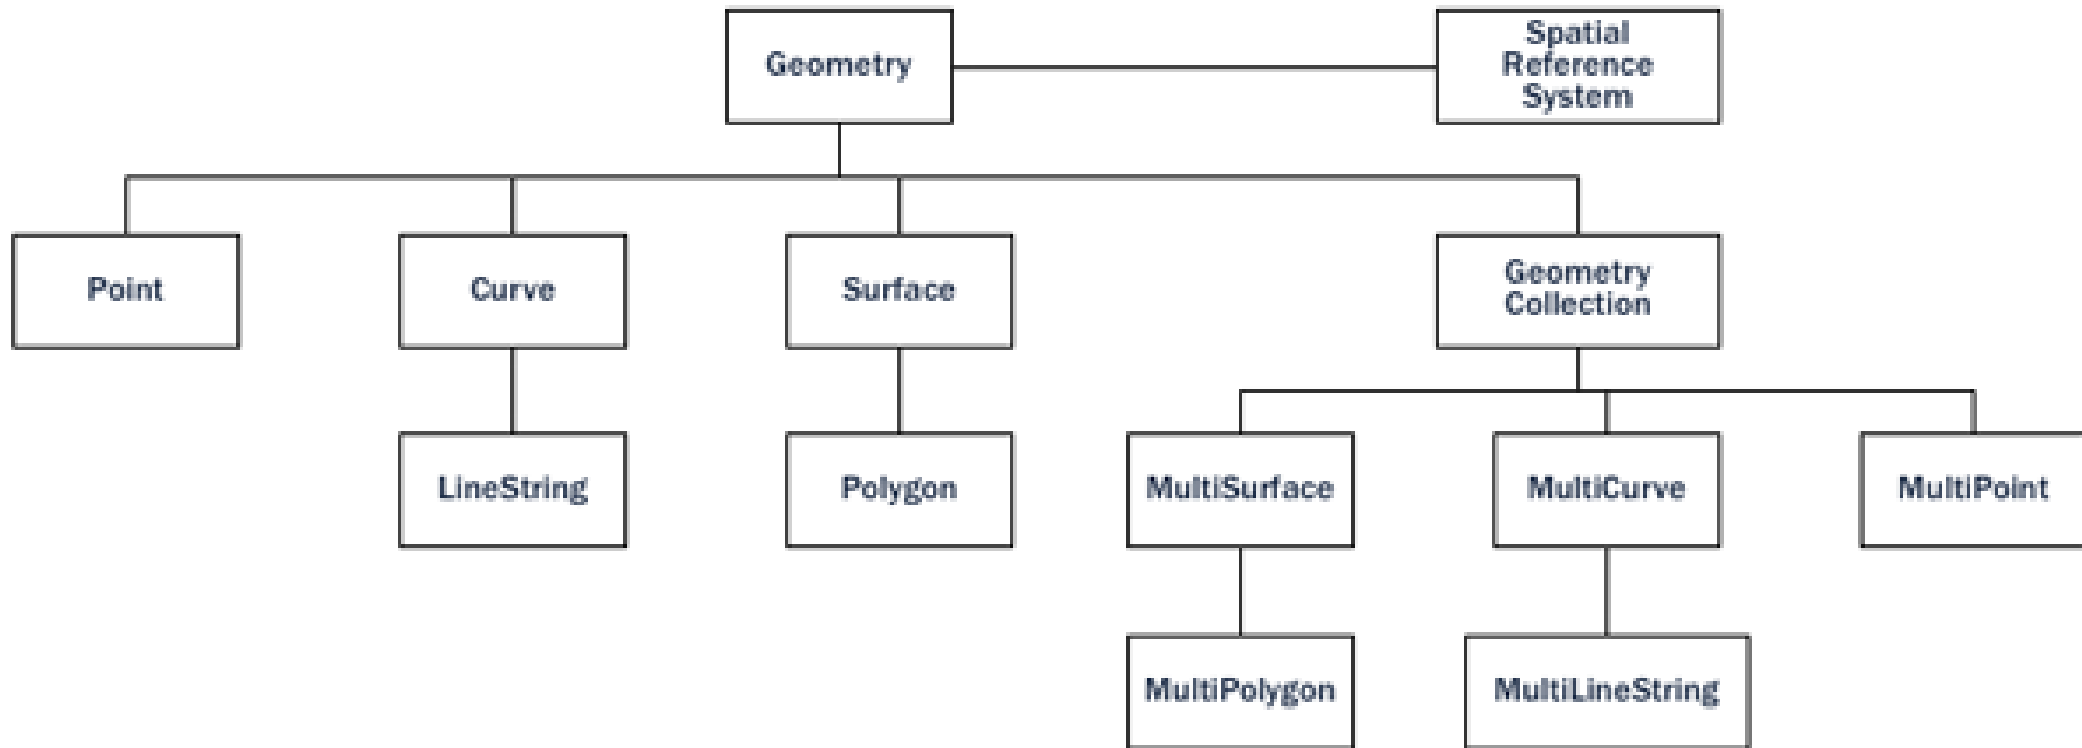 Geometry
Spatial
Reference
System
Point
Curve
Surface
Geometry
Collection
LineString
Polygon
MultiSurface
MultiCurve
MultiPoint
MultiPolygon
MultiLineString